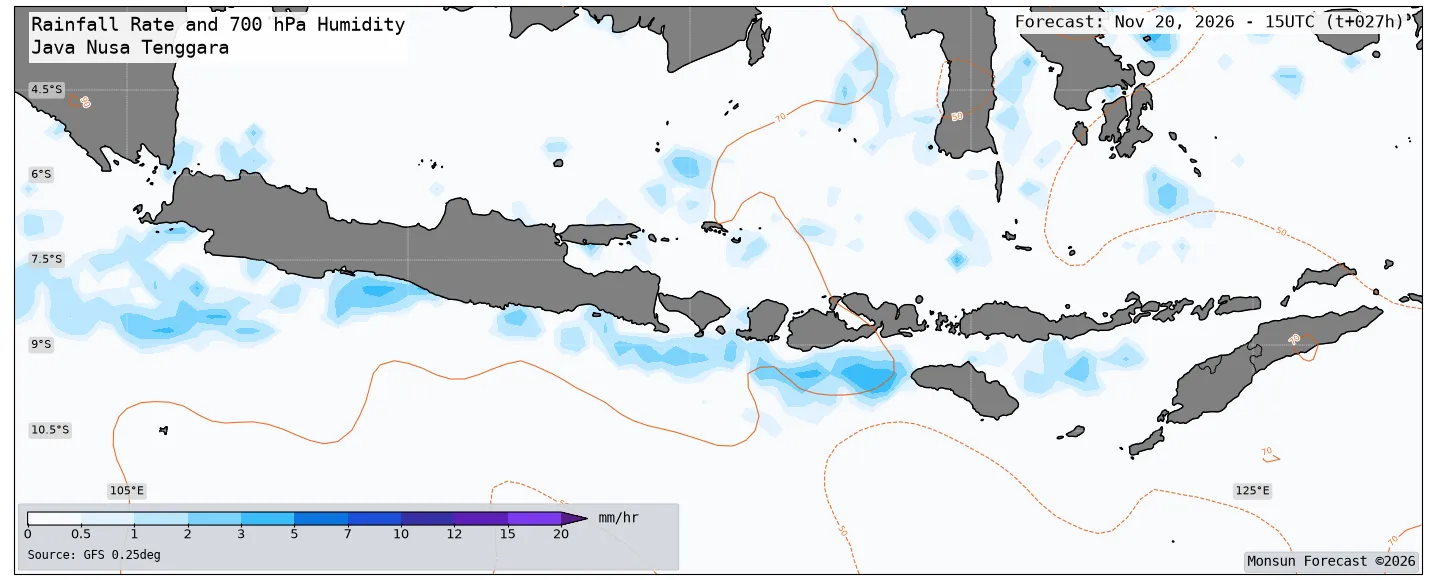 Rainfall Rate and 700 hPa Humidity
Java Nusa Tenggara
Forecast: Nov 20, 2026 - 15UTC (t+027h)
4.5°S
50
70
50
6°S
50
7.5°S
9°S
70
10.5°S
70
105°E
125°E
50
70
mm/hr
0 0.5 1 2 3 5 7 10 12 15 20
Source: GFS 0.25deg
Monsun Forecast ©2026